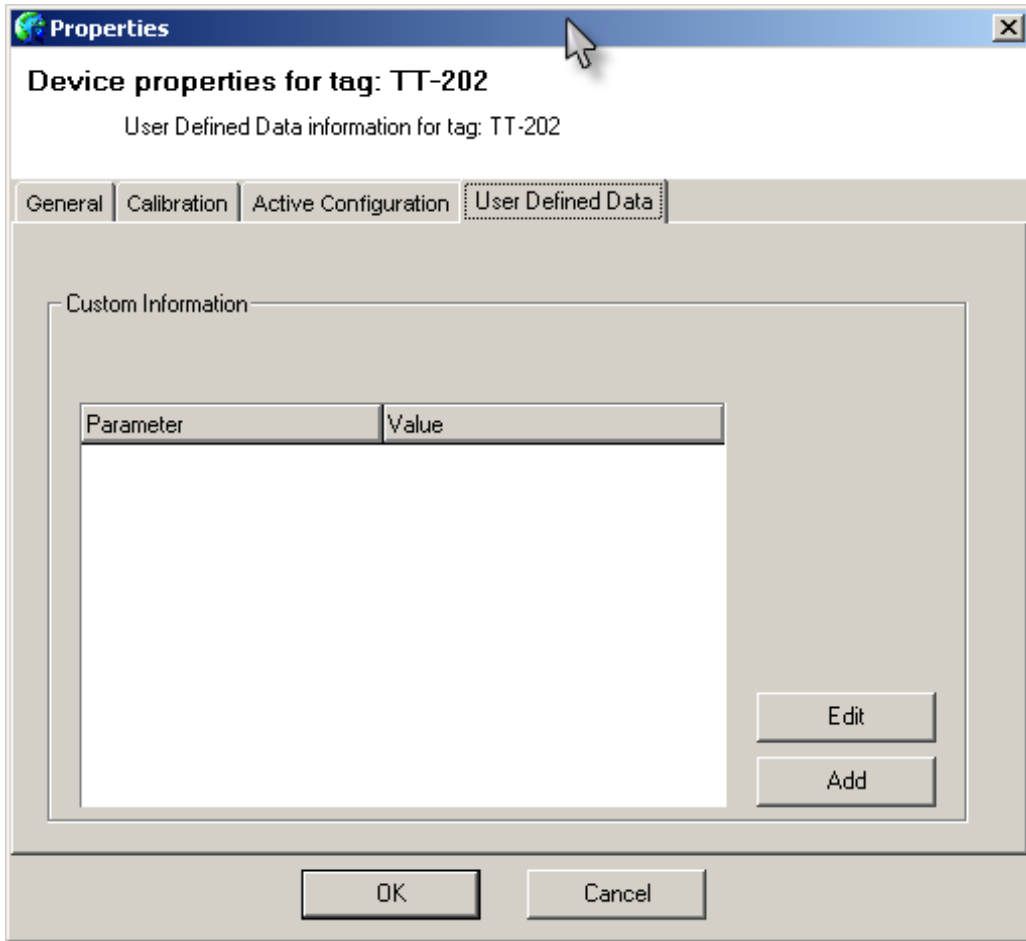 Properties
Device properties for tag: TT-202
User Defined Data information for tag: TT-202
General Calibration Active Configuration User Defined Data
Custom Information
Parameter Value
Edit
Add
OK Cancel